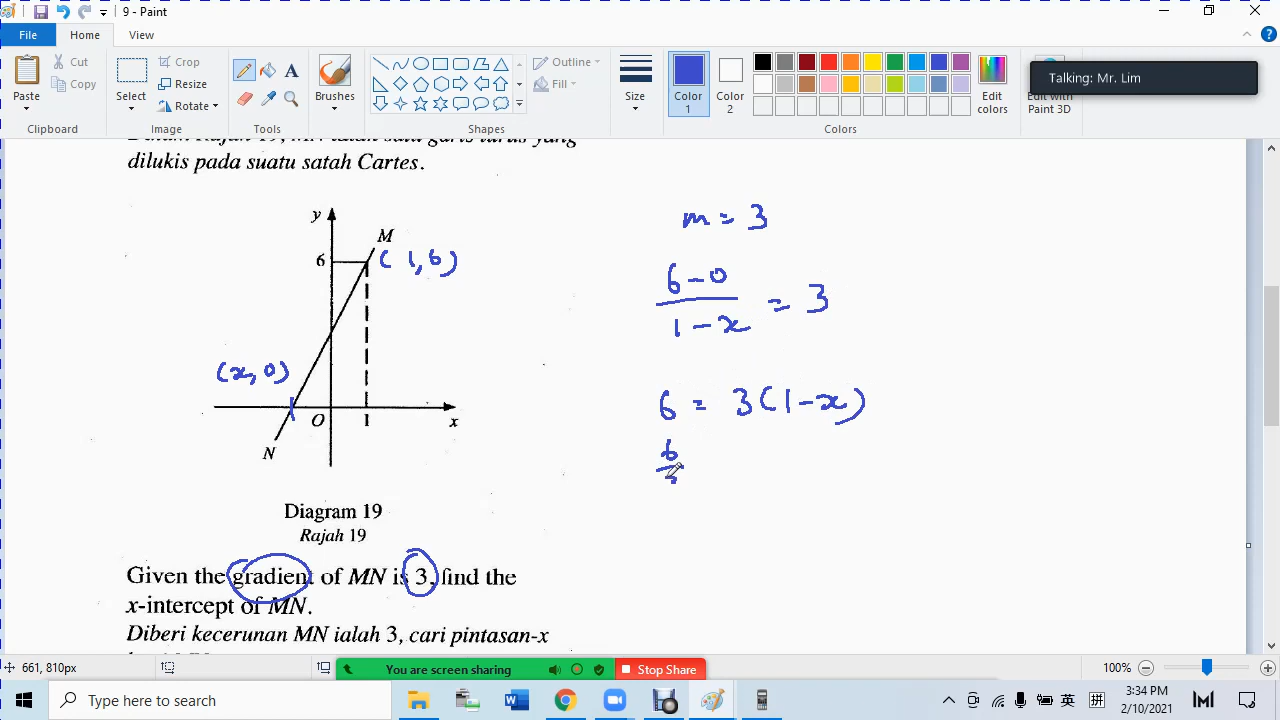 9 - Paint
File Home View
Paste
Cut
Copy
Clipboard
Select
Crop
Resize
Rotate
Image
Tools
Brushes
Shapes
Outline
Fill
Size
Color 1
Color 2
Edit colors
Colors
Edit with Paint 3D
Talking: Mr. Lim
dilukis pada suatu satah Cartes.
y
M
6
(1,6)
(x, 0)
O
1
x
N
Diagram 19
Rajah 19
Given the gradient of MN is 3, find the
x-intercept of MN.
Diberi kecerunan MN ialah 3, cari pintasan-x
m = 3
6 - 0
1 - x
= 3
6 = 3(1-x)
6
661, 810px
You are screen sharing
Stop Share
100%
Type here to search
英
拼
3:34 PM
2/10/2021